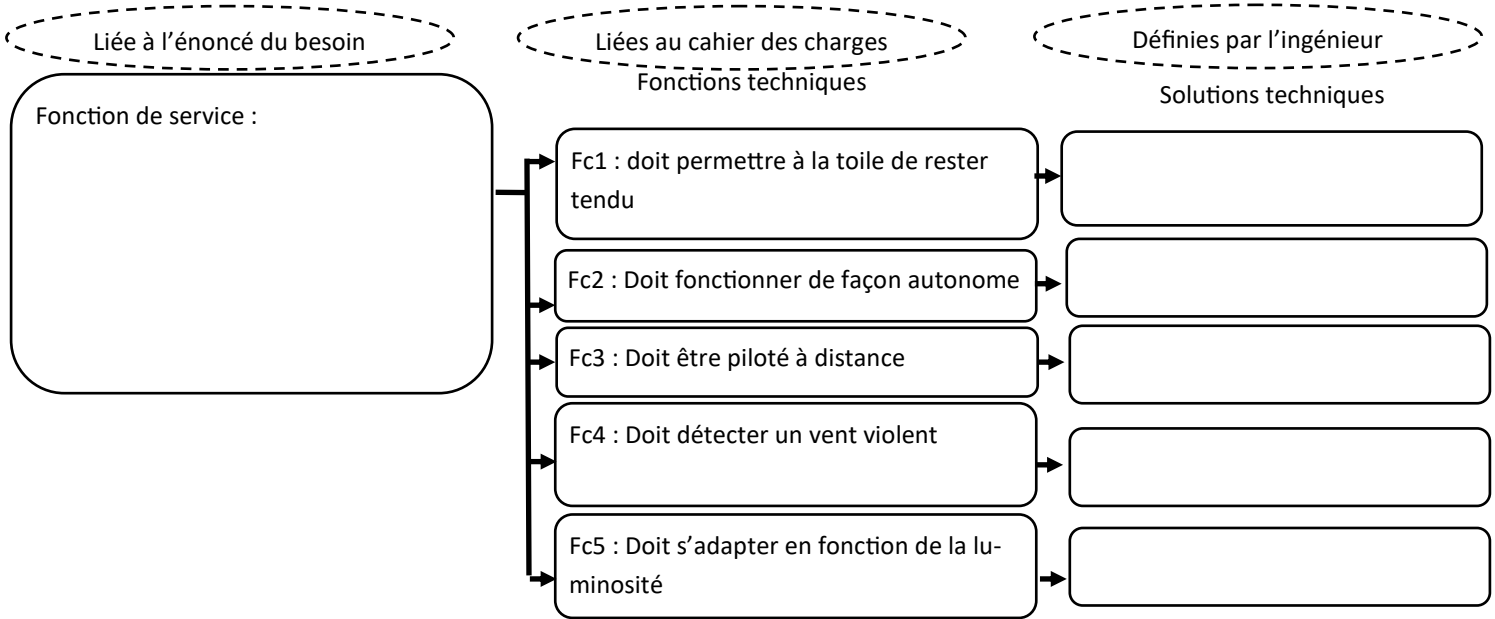 Liée à l’énoncé du besoin
Liées au cahier des charges
Définies par l’ingénieur
Fonctions techniques
Solutions techniques
Fonction de service :
Fc1 : doit permettre à la toile de rester
tendu
Fc2 : Doit fonctionner de façon autonome
Fc3 : Doit être piloté à distance
Fc4 : Doit détecter un vent violent
Fc5 : Doit s’adapter en fonction de la lu-
minosité